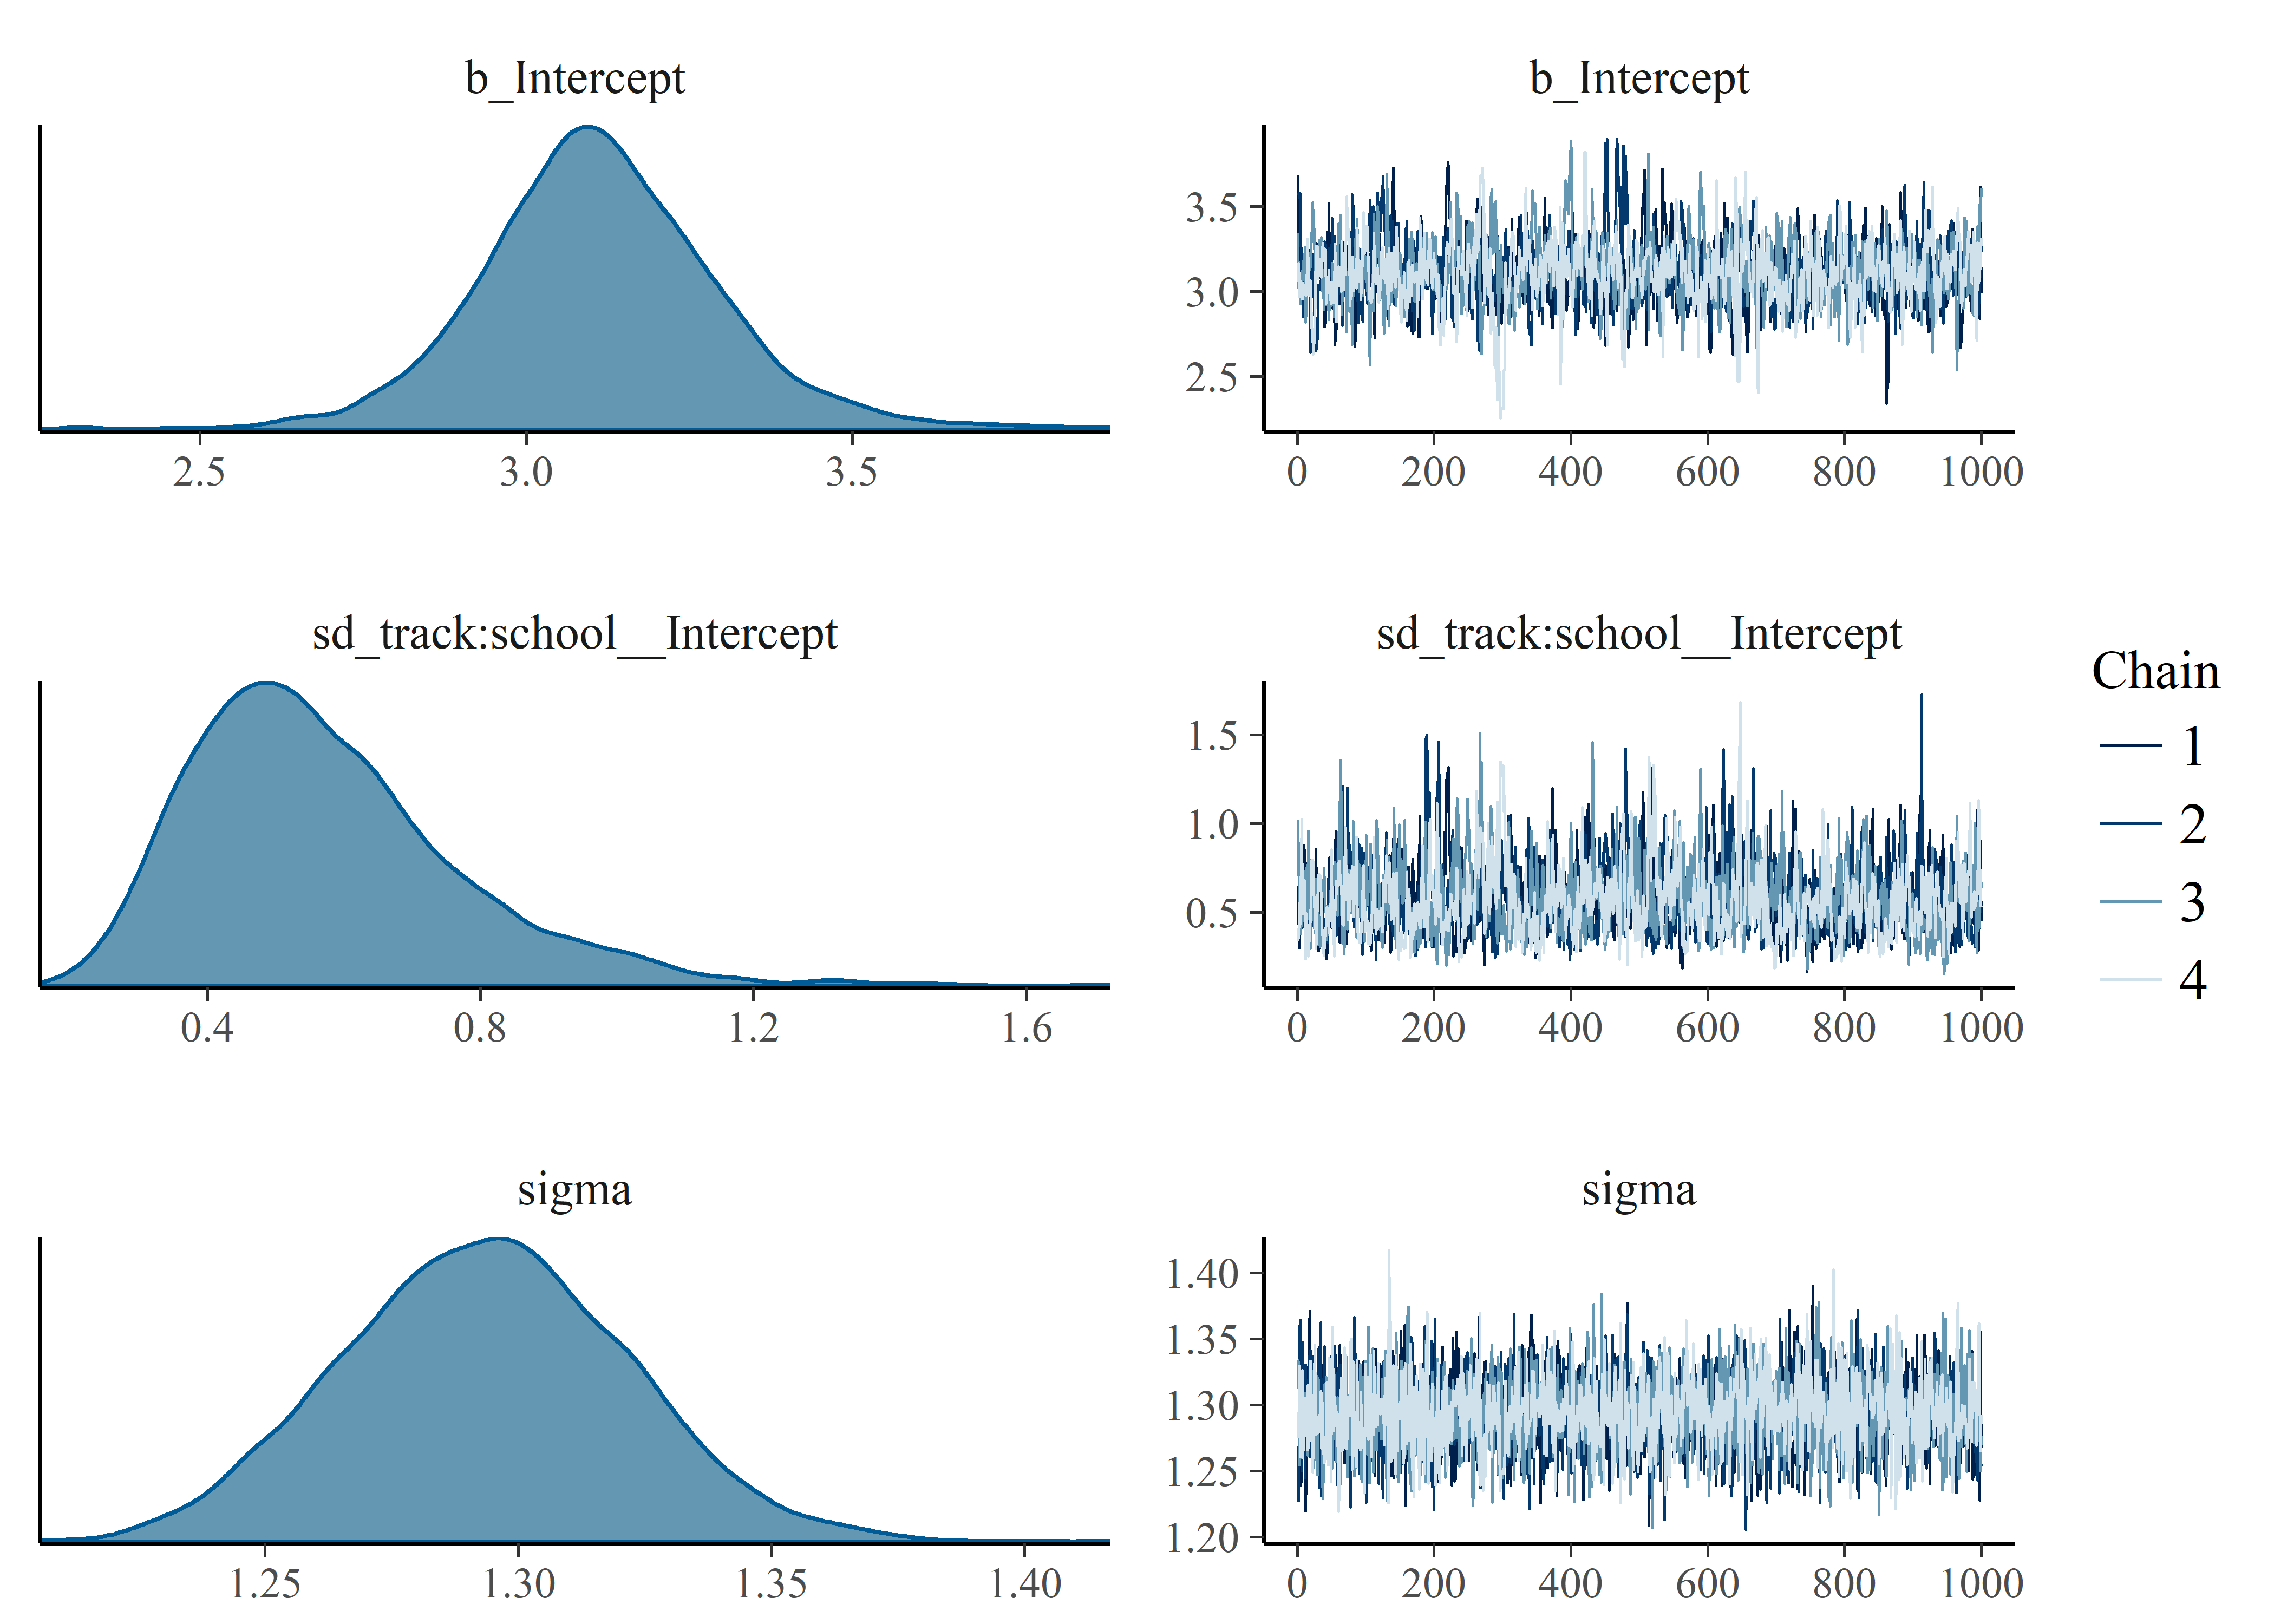 b_Intercept
b_Intercept
3.5
3.0
2.5
2.5 3.0 3.5
0 200 400 600 800 1000
sd_track:school__Intercept
sd_track:school__Intercept
1.5
1.0
0.5
0.4 0.8 1.2 1.6
0 200 400 600 800 1000
Chain
1
2
3
4
sigma
sigma
1.40
1.35
1.30
1.25
1.20
1.25 1.30 1.35 1.40
0 200 400 600 800 1000